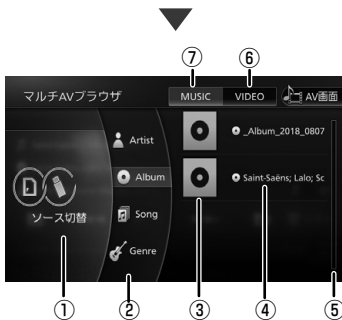 ⑦ ⑥
マルチAVブラウザ MUSIC VIDEO AV画面
Artist
_Album_2018_0807
Album
Saint-Saëns; Lalo; Sc
ソース切替
Song
Genre
① ② ③ ④ ⑤